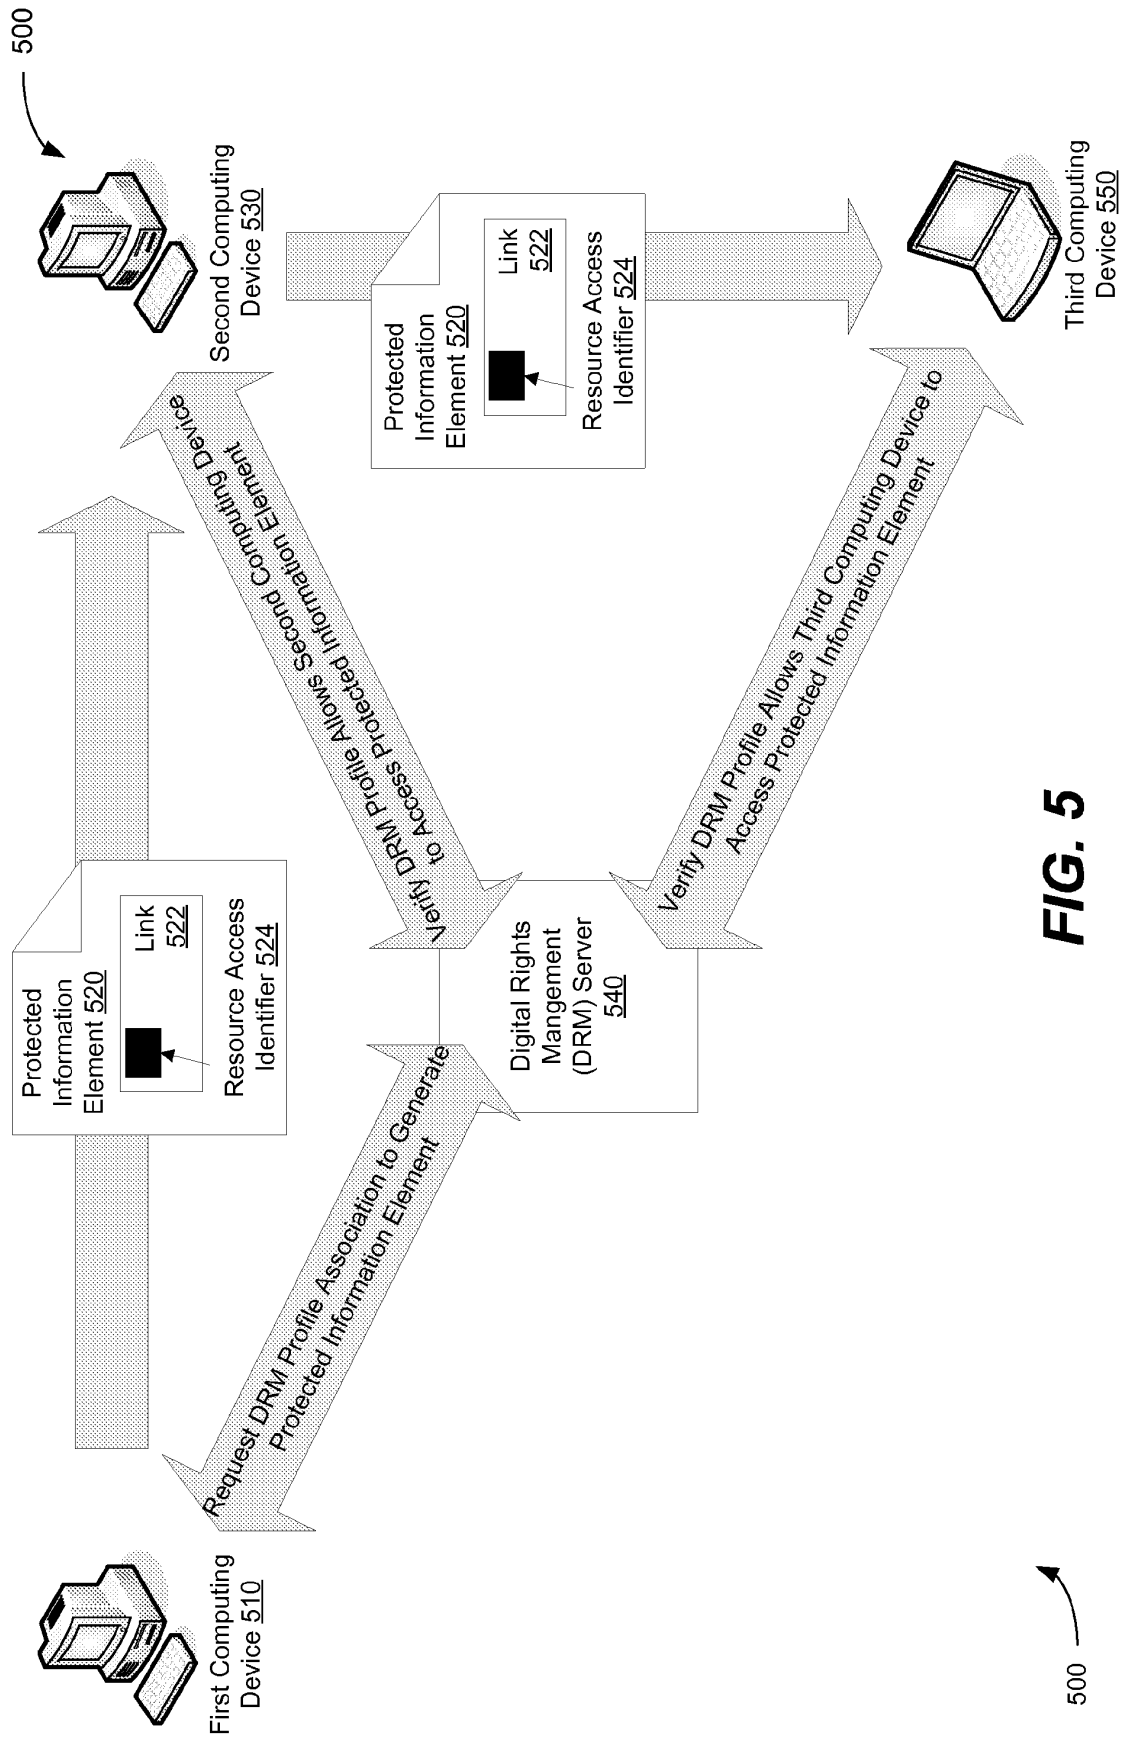 First Computing
Device 510
Protected
Information
Element 520
Link
522
Resource Access
Identifier 524
Second Computing
Device 530
500
Request DRM Profile Association to Generate
Protected Information Element
Verify DRM Profile Allows Second Computing Device
to Access Protected Information Element
Digital Rights
Mangement
(DRM) Server
540
Protected
Information
Element 520
Link
522
Resource Access
Identifier 524
Verify DRM Profile Allows Third Computing Device to
Access Protected Information Element
Third Computing
Device 550
500
FIG. 5